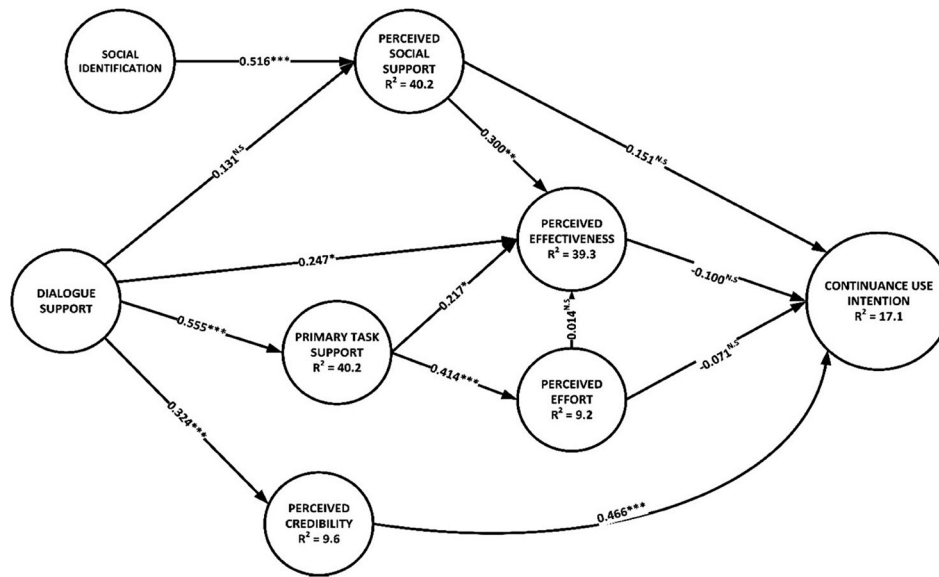 SOCIAL
IDENTIFICATION
0.516***
PERCEIVED
SOCIAL
SUPPORT
R² = 40.2
0.131ᴺ·ˢ
0.300**
0.151ᴺ·ˢ
PERCEIVED
EFFECTIVENESS
R² = 39.3
0.247*
-0.100ᴺ·ˢ
DIALOGUE
SUPPORT
0.217*
0.014ᴺ·ˢ
CONTINUANCE USE
INTENTION
R² = 17.1
0.555***
PRIMARY TASK
SUPPORT
R² = 40.2
0.414***
-0.071ᴺ·ˢ
PERCEIVED
EFFORT
R² = 9.2
0.324***
PERCEIVED
CREDIBILITY
R² = 9.6
0.466***